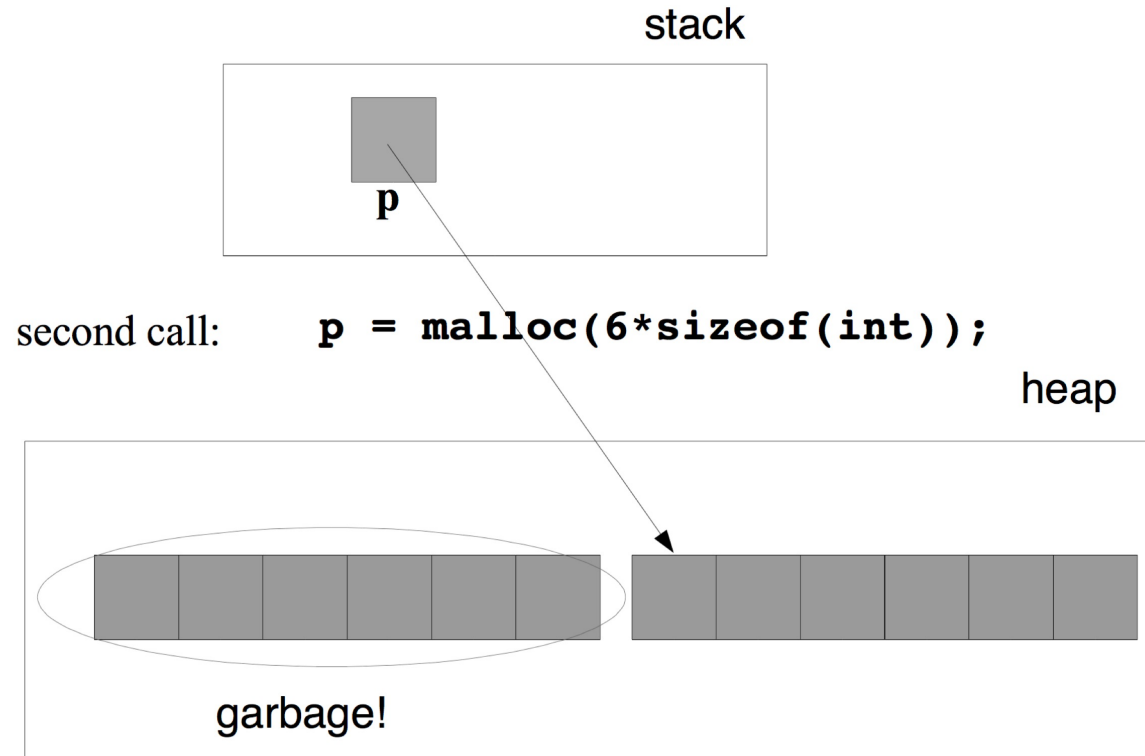 stack
p
second call: p = malloc(6*sizeof(int));
heap
garbage!